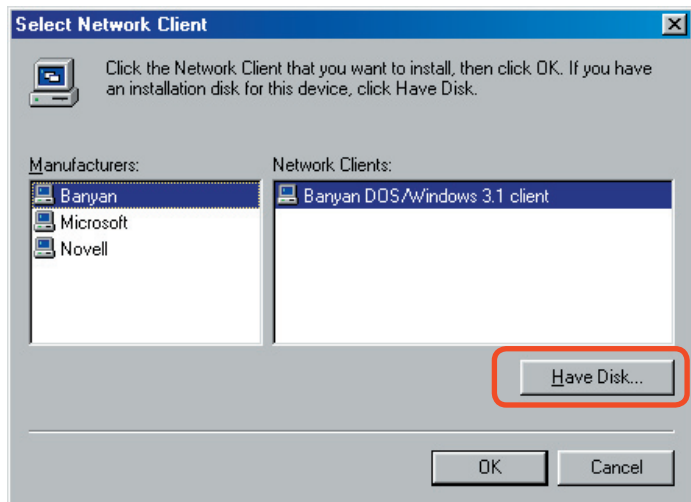 Select Network Client
Click the Network Client that you want to install, then click OK. If you have
an installation disk for this device, click Have Disk.
Manufacturers:
Network Clients:
Banyan
Microsoft
Novell
Banyan DOS/Windows 3.1 client
Have Disk...
OK
Cancel